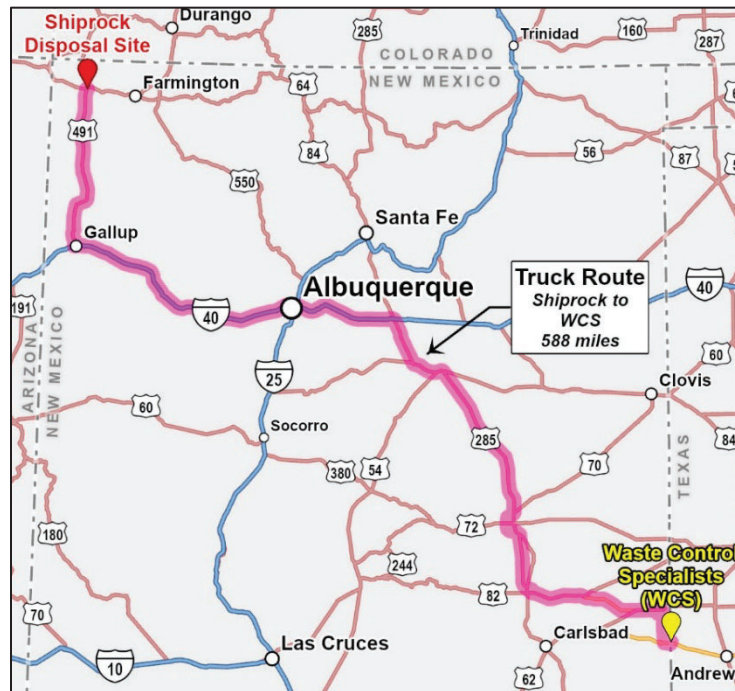 Shiprock
Disposal Site
Durango
285
COLORADO
NEW MEXICO
Trinidad
160
287
Farmington
64
491
84
56
87
550
Santa Fe
Gallup
Albuquerque
Truck Route
Shiprock to
WCS
588 miles
40
40
191
ARIZONA
NEW MEXICO
25
60
Clovis
60
Socorro
285
84
380
54
70
TEXAS
180
72
244
82
Waste Control
Specialists
(WCS)
70
Las Cruces
Carlsbad
10
62
Andrew